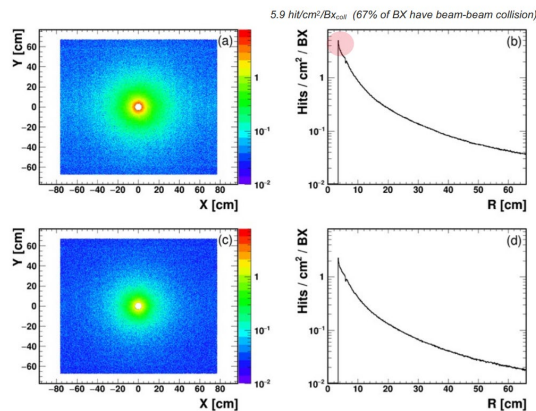 5.9 hit/cm²/Bx_coll (67% of BX have beam-beam collision)
Y [cm]
60
40
20
0
−20
−40
−60
(a)
1
10⁻¹
10⁻²
−80 −60 −40 −20 0 20 40 60 80
X [cm]
Hits / cm² / BX
(b)
1
10⁻¹
10⁻²
0 10 20 30 40 50 60
R [cm]
Y [cm]
60
40
20
0
−20
−40
−60
(c)
1
10⁻¹
10⁻²
−80 −60 −40 −20 0 20 40 60 80
X [cm]
Hits / cm² / BX
(d)
1
10⁻¹
10⁻²
0 10 20 30 40 50 60
R [cm]